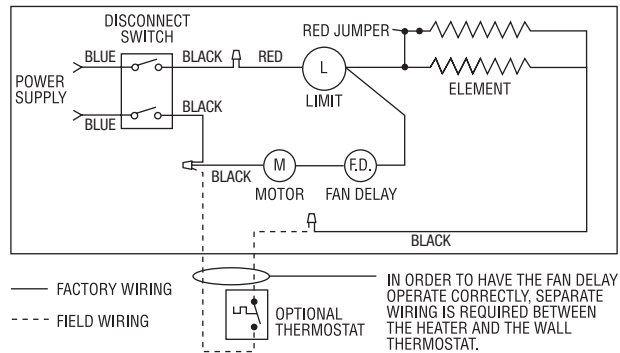 DISCONNECT
SWITCH
RED JUMPER
BLUE
BLACK
RED
POWER
SUPPLY
L
LIMIT
ELEMENT
BLUE
BLACK
BLACK
M
MOTOR
F.D.
FAN DELAY
BLACK
FACTORY WIRING
FIELD WIRING
OPTIONAL
THERMOSTAT
IN ORDER TO HAVE THE FAN DELAY
OPERATE CORRECTLY, SEPARATE
WIRING IS REQUIRED BETWEEN
THE HEATER AND THE WALL
THERMOSTAT.